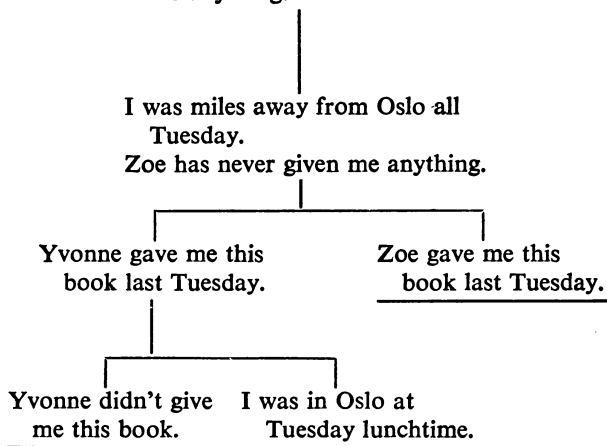 I was miles away from Oslo all
Tuesday.
Zoe has never given me anything.
Yvonne gave me this
book last Tuesday.
Zoe gave me this
book last Tuesday.
Yvonne didn't give
me this book.
I was in Oslo at
Tuesday lunchtime.